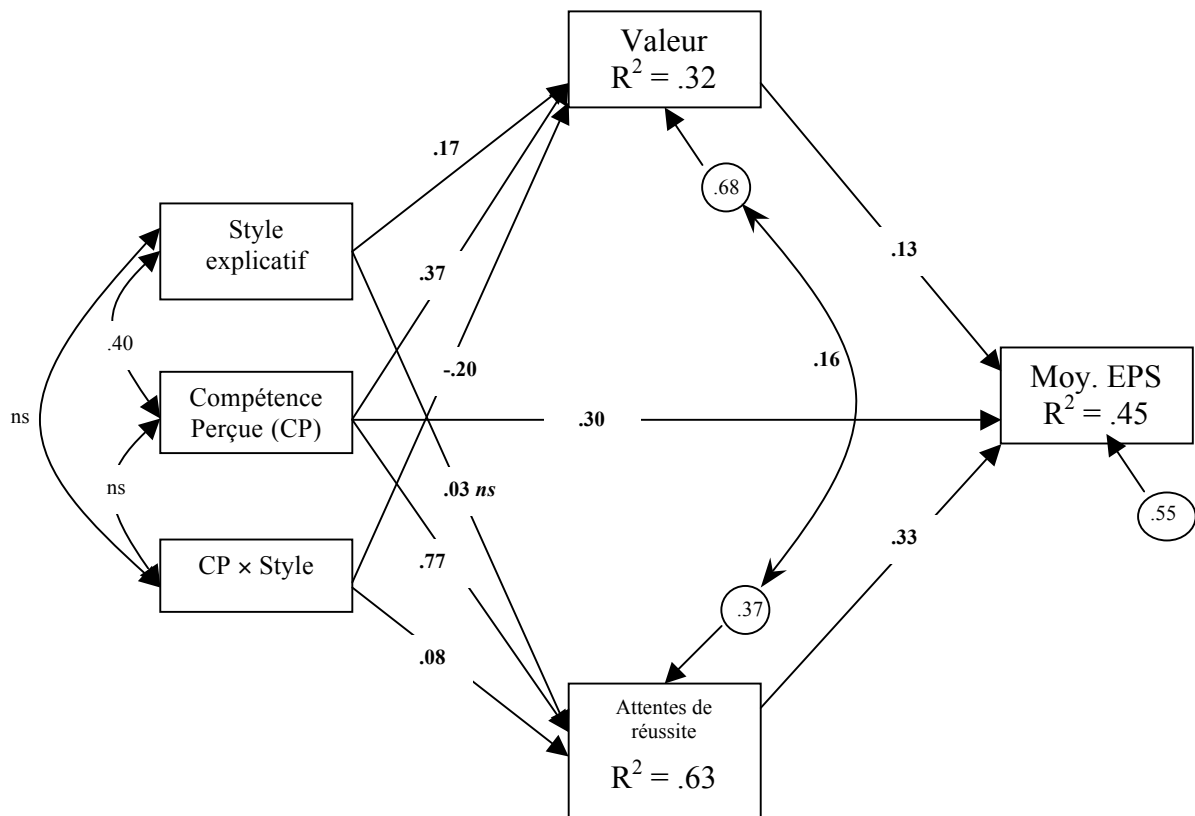 Valeur
R² = .32
.17
.68
Style
explicatif
.37
.13
.40
-.20
.16
Compétence
Perçue (CP)
Moy. EPS
R² = .45
ns
.30
ns
.03 ns
.55
.33
CP × Style
.77
.37
.08
Attentes de
réussite
R² = .63